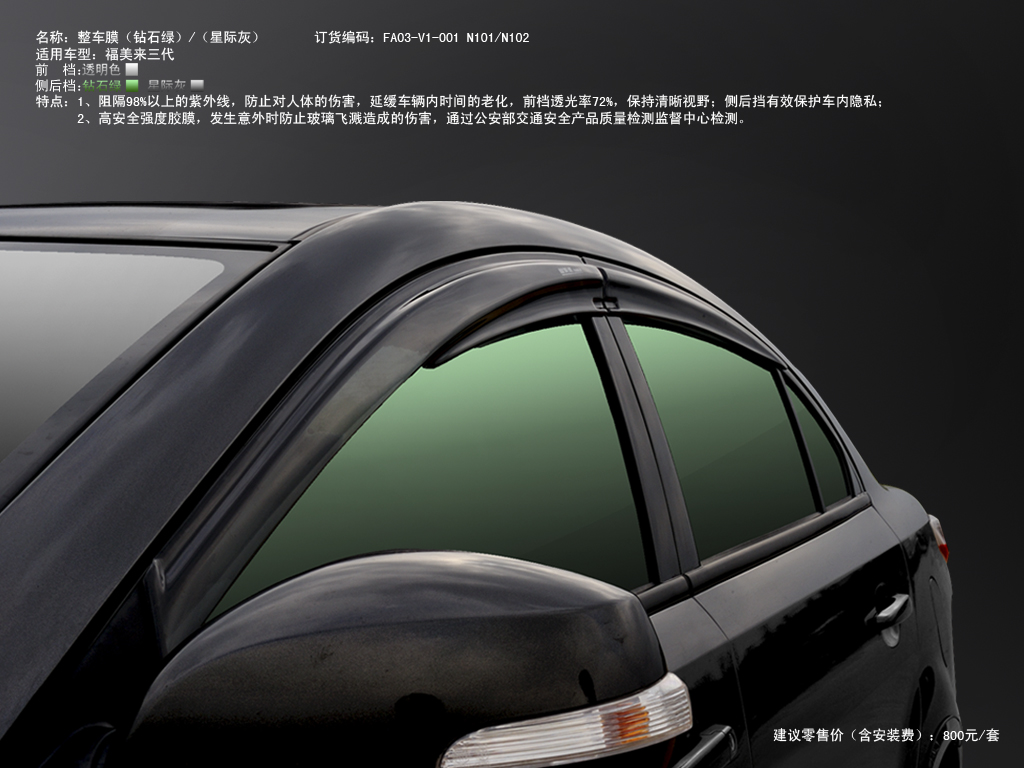 名称：整车膜（钻石绿）/（星际灰） 订货编码：FA03-V1-001 N101/N102
适用车型：福美来三代
前 档:透明色
侧后档:钻石绿 星际灰
特点：1、阻隔98%以上的紫外线，防止对人体的伤害，延缓车辆内时间的老化，前档透光率72%，保持清晰视野；侧后挡有效保护车内隐私；
2、高安全强度胶膜，发生意外时防止玻璃飞溅造成的伤害，通过公安部交通安全产品质量检测监督中心检测。
建议零售价（含安装费）：800元/套